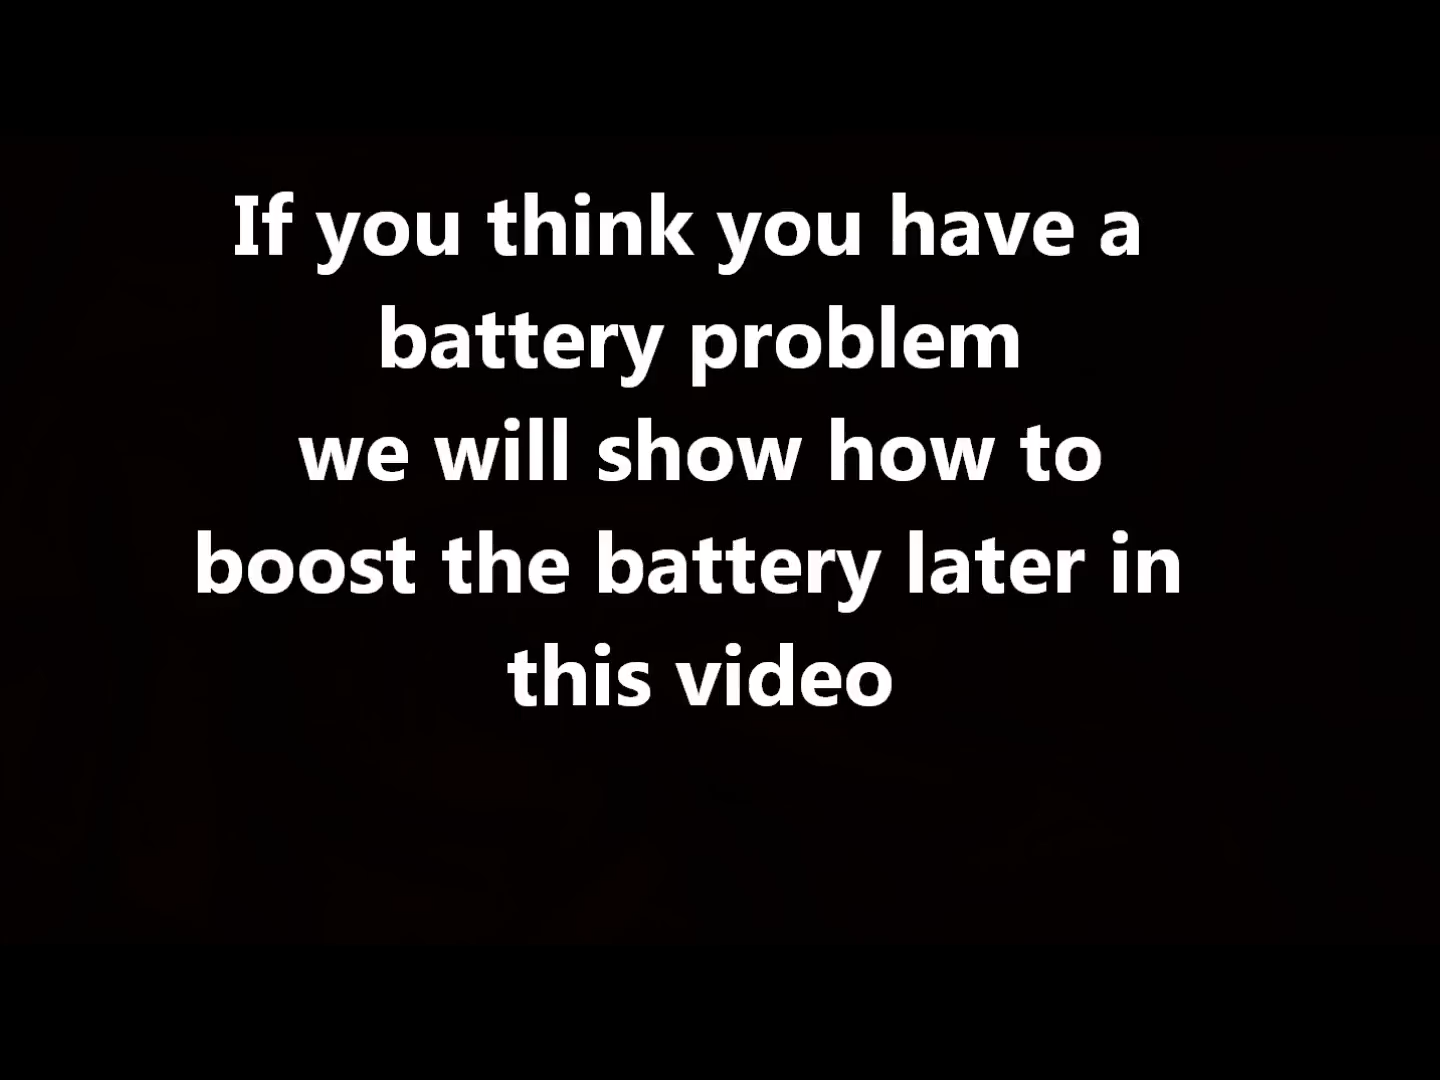 If you think you have a
battery problem
we will show how to
boost the battery later in
this video